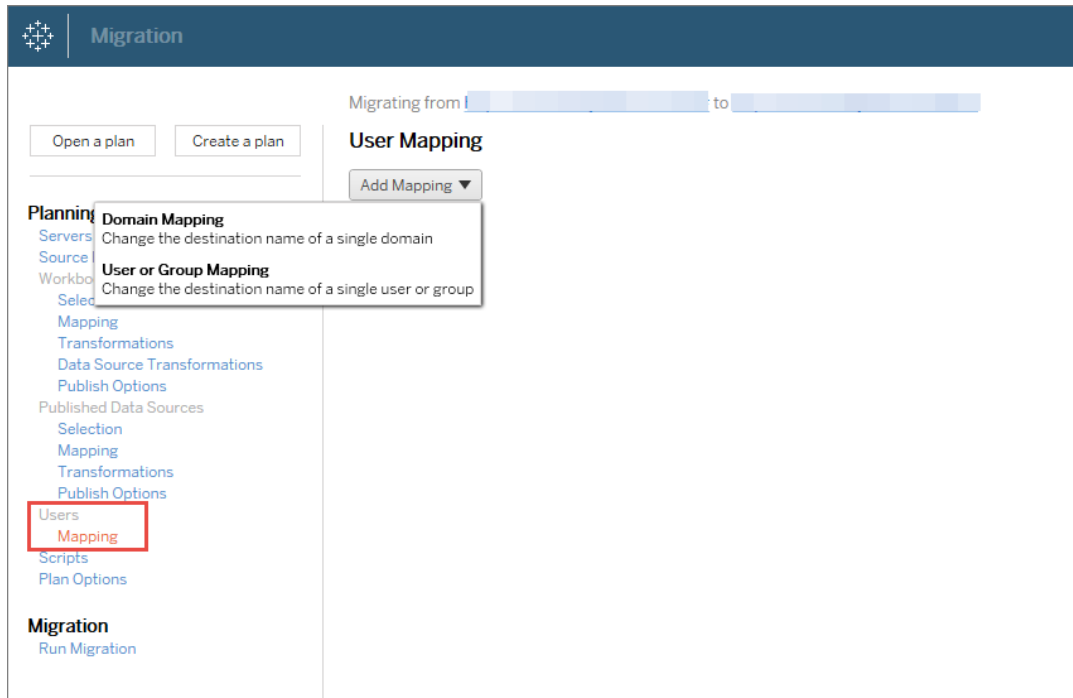 Migration
Migrating from to
Open a plan Create a plan
User Mapping
Add Mapping ▼
Planning
Domain Mapping
Servers
Change the destination name of a single domain
Source
User or Group Mapping
Workbo
Change the destination name of a single user or group
Selec
Mapping
Transformations
Data Source Transformations
Publish Options
Published Data Sources
Selection
Mapping
Transformations
Publish Options
Users
Mapping
Scripts
Plan Options
Migration
Run Migration